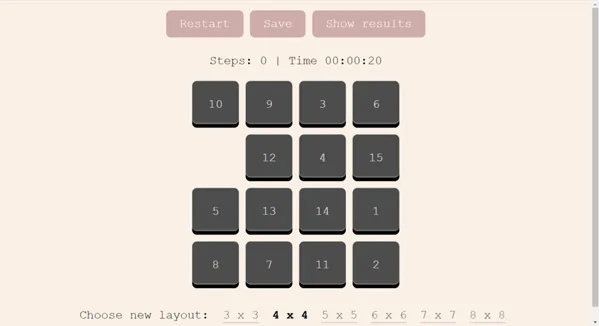 Restart Save Show results
Steps: 0 | Time 00:00:20
10 9 3 6
12 4 15
5 13 14 1
8 7 11 2
Choose new layout: 3 x 3 4 x 4 5 x 5 6 x 6 7 x 7 8 x 8